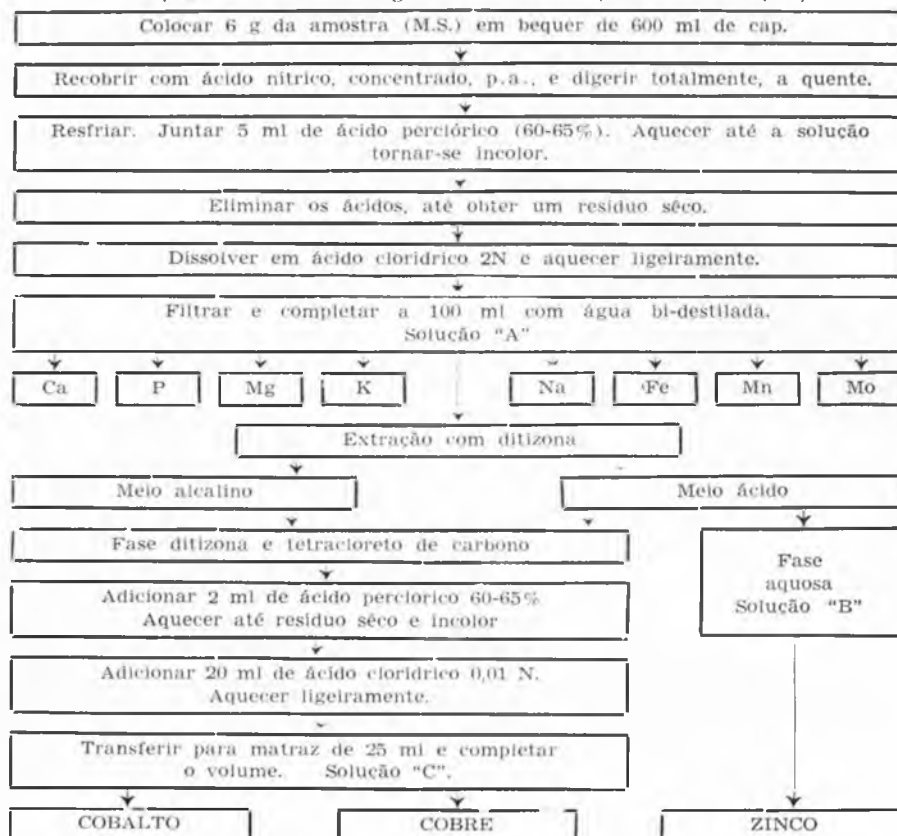 Colocar 6 g da amostra (M.S.) em bequer de 600 ml de cap.
Recobrir com ácido nítrico, concentrado, p.a., e digerir totalmente, a quente.
Resfriar. Juntar 5 ml de ácido perclórico (60-65%). Aquecer até a solução
tornar-se incolor.
Eliminar os ácidos, até obter um resíduo sêco.
Dissolver em ácido clorídrico 2N e aquecer ligeiramente.
Filtrar e completar a 100 ml com água bi-destilada.
Solução "A"
Ca P Mg K Na Fe Mn Mo
Extração com ditizona
Meio alcalino Meio ácido
Fase ditizona e tetracloreto de carbono
Fase
aquosa
Solução "B"
Adicionar 2 ml de ácido perclórico 60-65%
Aquecer até resíduo sêco e incolor
Adicionar 20 ml de ácido clorídrico 0,01 N.
Aquecer ligeiramente.
Transferir para matraz de 25 ml e completar
o volume. Solução "C".
COBALTO COBRE ZINCO